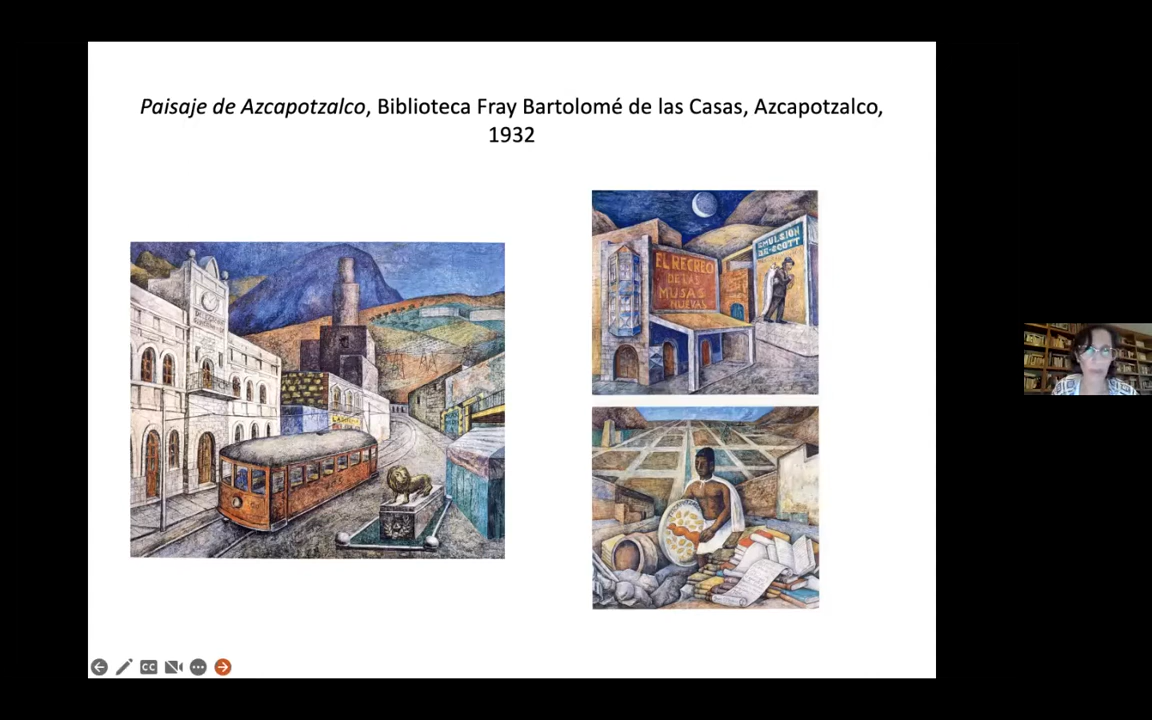 Paisaje de Azcapotzalco, Biblioteca Fray Bartolomé de las Casas, Azcapotzalco,
1932
EL RECREO
DE LAS
MUSAS
NUEVAS
EMULSION
DE SCOTT
CC